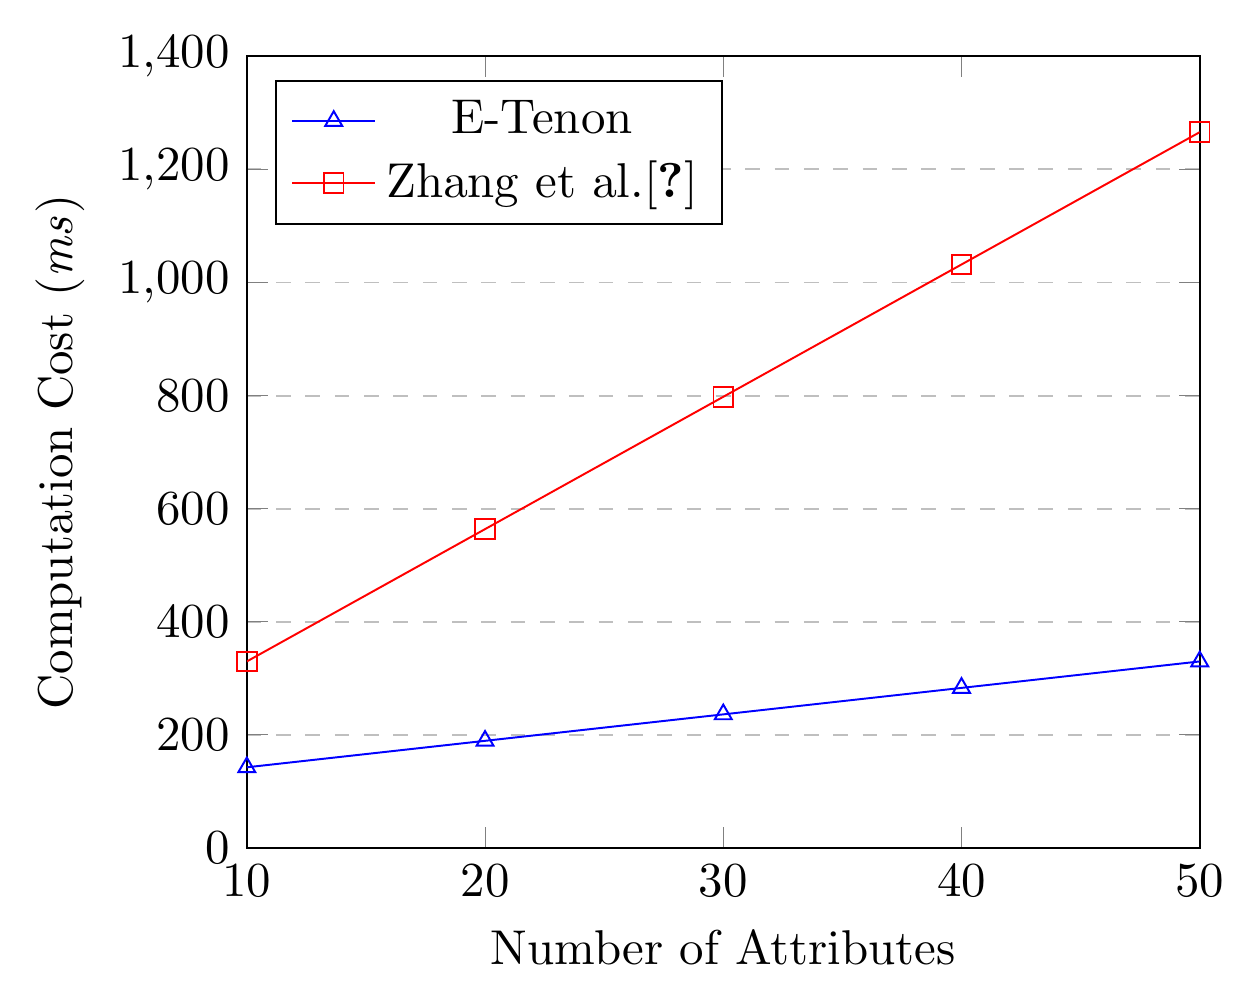 1,400
1,200
1,000
800
600
400
200
0
Computation Cost (ms)
E-Tenon
Zhang et al.[?]
10 20 30 40 50
Number of Attributes